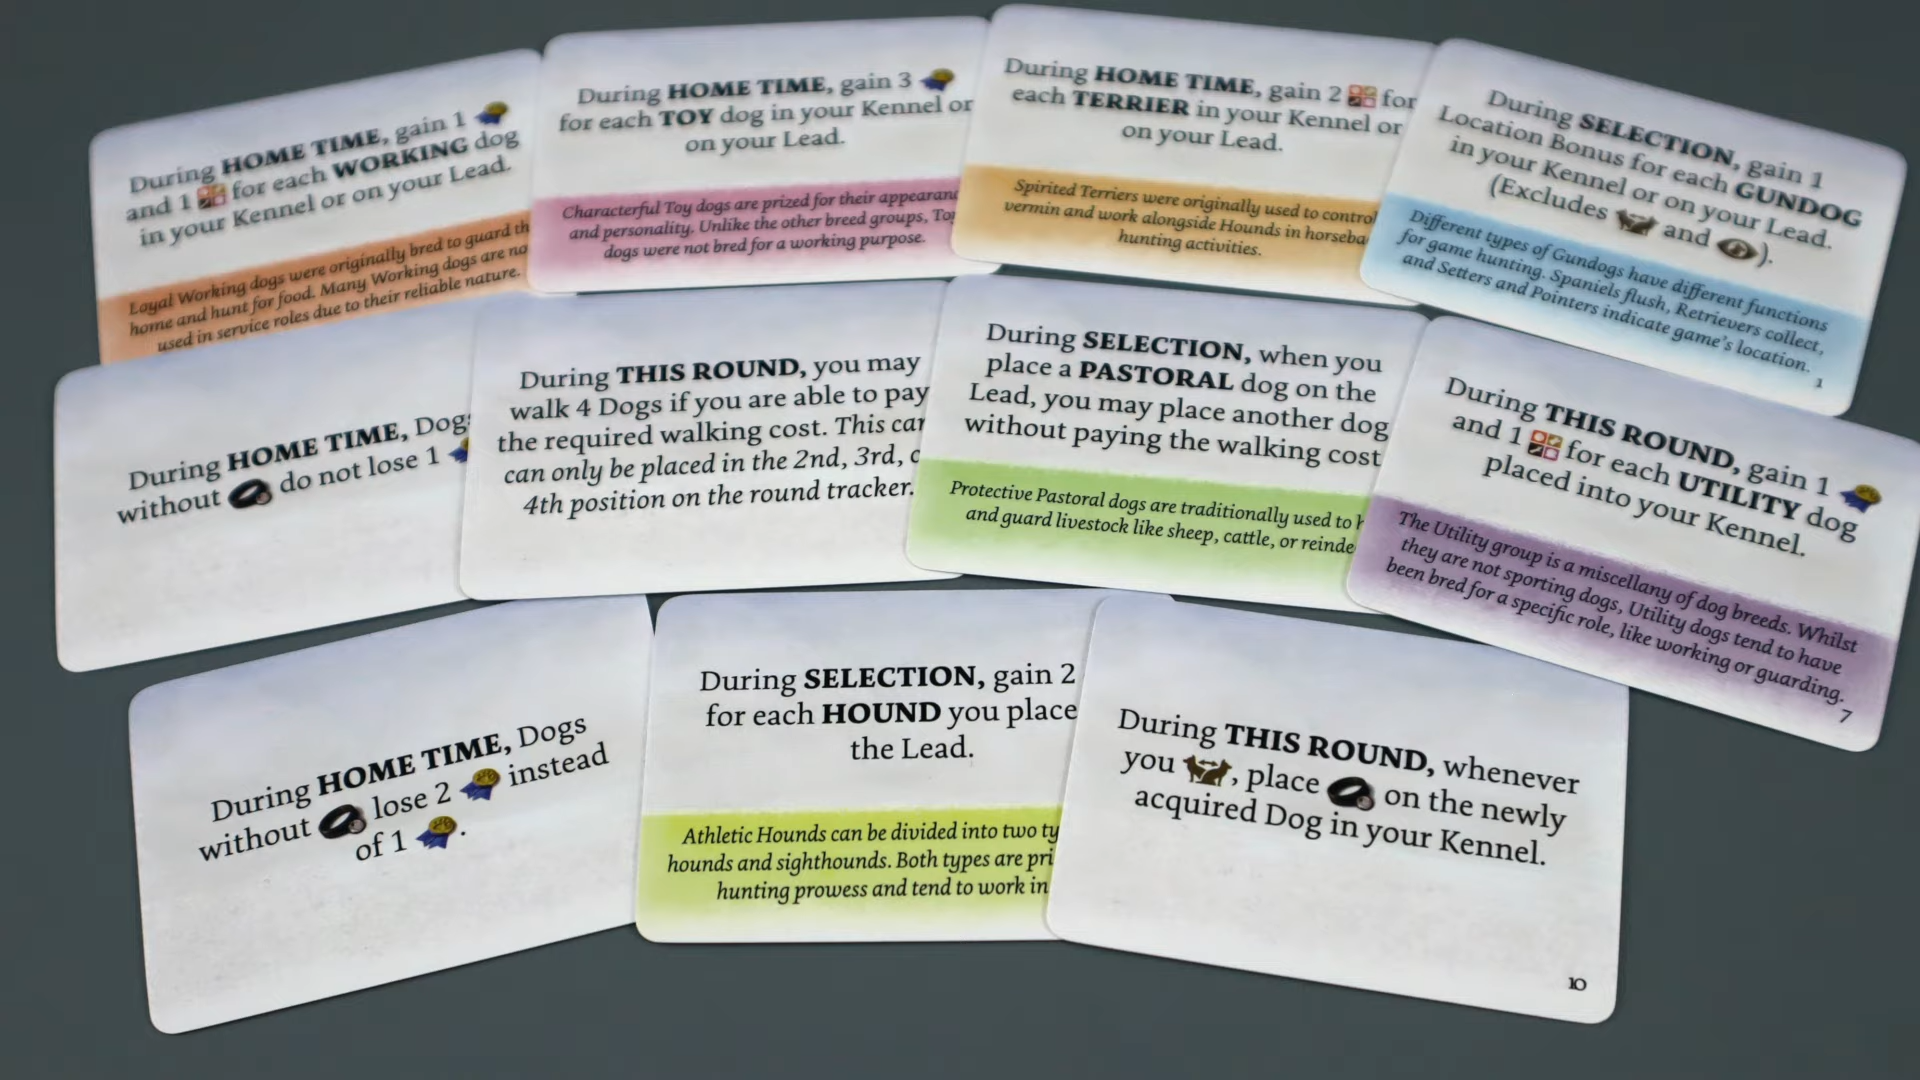 During HOME TIME, gain 1
and 1 for each WORKING dog
in your Kennel or on your Lead.
Loyal Working dogs were originally bred to guard th
home and hunt for food. Many Working dogs are no
used in service roles due to their reliable nature.
During HOME TIME, gain 3
for each TOY dog in your Kennel or
on your Lead.
Characterful Toy dogs are prized for their appearan
and personality. Unlike the other breed groups, Toy
dogs were not bred for a working purpose.
During HOME TIME, gain 2 for
each TERRIER in your Kennel or
on your Lead.
Spirited Terriers were originally used to control
vermin and work alongside Hounds in horseba
hunting activities.
During SELECTION, gain 1
Location Bonus for each GUNDOG
in your Kennel or on your Lead.
(Excludes and ).
Different types of Gundogs have different functions
for game hunting. Spaniels flush, Retrievers collect,
and Setters and Pointers indicate game's location.
1
During HOME TIME, Dogs
without do not lose 1
During THIS ROUND, you may
walk 4 Dogs if you are able to pay
the required walking cost. This car
can only be placed in the 2nd, 3rd, o
4th position on the round tracker.
During SELECTION, when you
place a PASTORAL dog on the
Lead, you may place another dog
without paying the walking cost
Protective Pastoral dogs are traditionally used to h
and guard livestock like sheep, cattle, or reinde
During THIS ROUND, gain 1
and 1 for each UTILITY dog
placed into your Kennel.
The Utility group is a miscellany of dog breeds. Whilst
they are not sporting dogs, Utility dogs tend to have
been bred for a specific role, like working or guarding.
7
During HOME TIME, Dogs
without lose 2 instead
of 1 .
During SELECTION, gain 2
for each HOUND you place
the Lead.
Athletic Hounds can be divided into two ty
hounds and sighthounds. Both types are pri
hunting prowess and tend to work in
During THIS ROUND, whenever
you , place on the newly
acquired Dog in your Kennel.
10